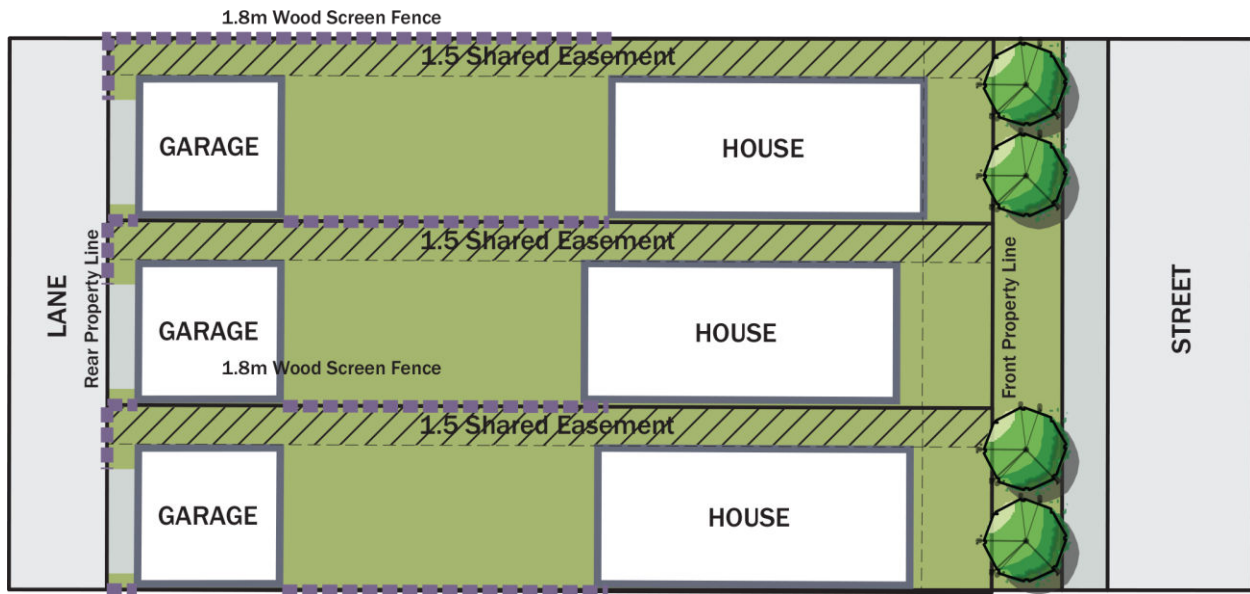 1.8m Wood Screen Fence
1.5 Shared Easement
GARAGE
HOUSE
1.5 Shared Easement
LANE
Rear Property Line
GARAGE
HOUSE
Front Property Line
STREET
1.8m Wood Screen Fence
1.5 Shared Easement
GARAGE
HOUSE